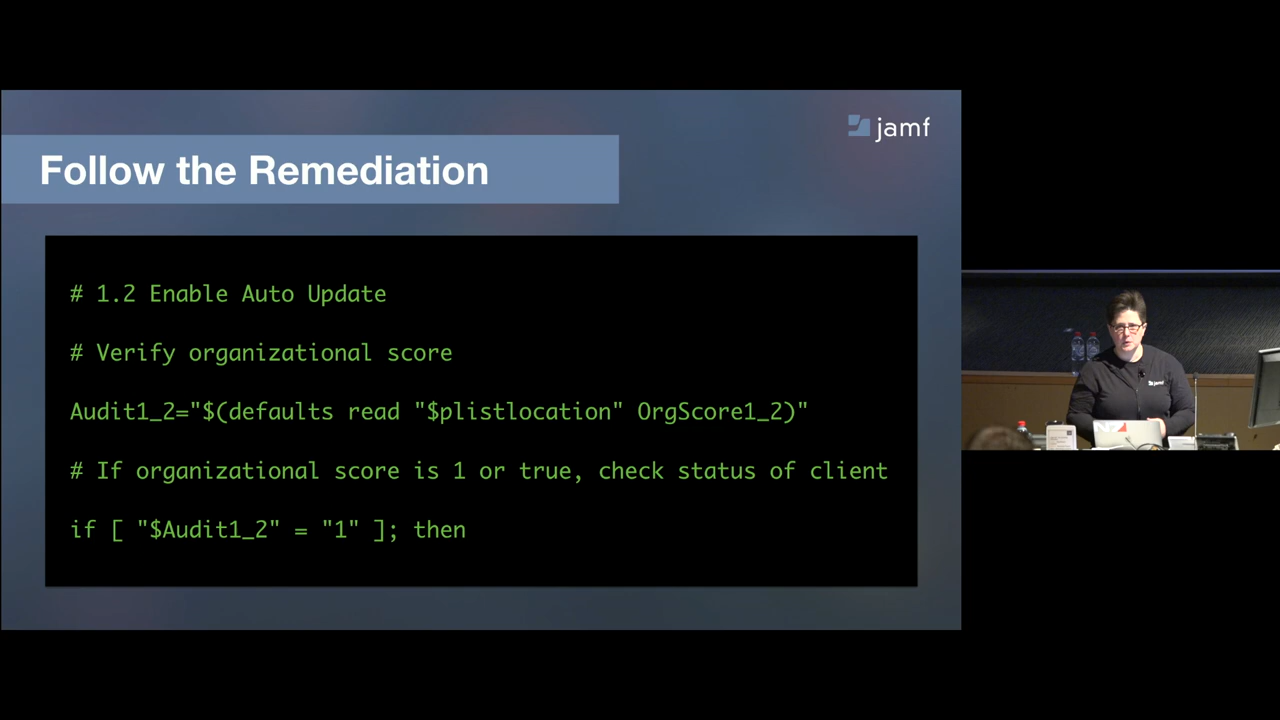 jamf
Follow the Remediation
# 1.2 Enable Auto Update
# Verify organizational score
Audit1_2="$(defaults read "$plistlocation" OrgScore1_2)"
# If organizational score is 1 or true, check status of client
if [ "$Audit1_2" = "1" ]; then
jamf